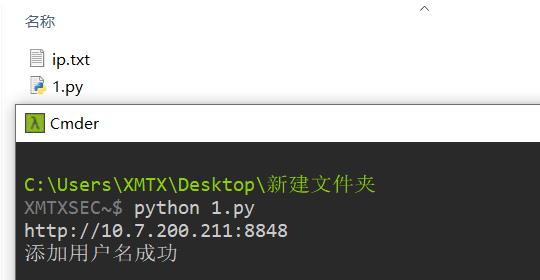 名称
ip.txt
1.py
λ Cmder
C:\Users\XMTX\Desktop\新建文件夹
XMTXSEC~$ python 1.py
http://10.7.200.211:8848
添加用户名成功